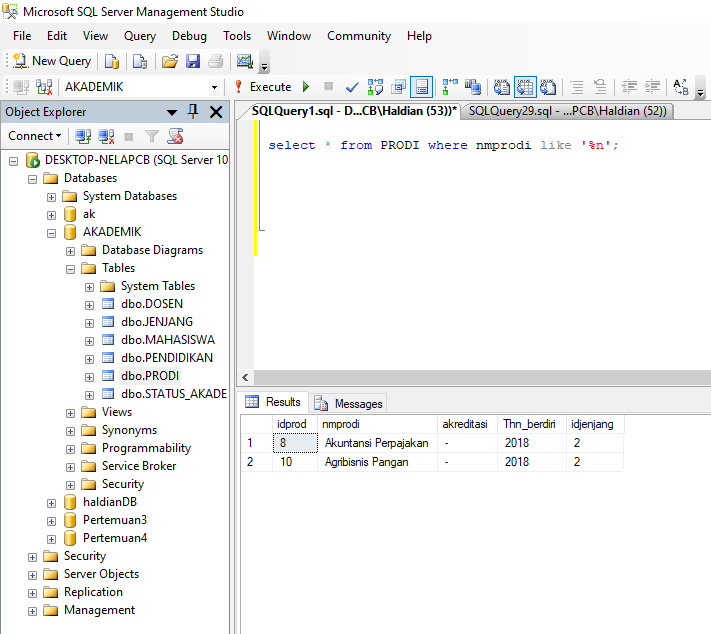 Microsoft SQL Server Management Studio
File Edit View Query Debug Tools Window Community Help
New Query
AKADEMIK
Execute
Object Explorer
Connect
DESKTOP-NELAPCB (SQL Server 10
Databases
System Databases
ak
AKADEMIK
Database Diagrams
Tables
System Tables
dbo.DOSEN
dbo.JENJANG
dbo.MAHASISWA
dbo.PENDIDIKAN
dbo.PRODI
dbo.STATUS_AKADE
Views
Synonyms
Programmability
Service Broker
Security
haldianDB
Pertemuan3
Pertemuan4
Security
Server Objects
Replication
Management
SQLQuery1.sql - D...CB\Haldian (53))* SQLQuery29.sql - ...PCB\Haldian (52))
select * from PRODI where nmprodi like '%n';
Results Messages
idprod nmprodi akreditasi Thn_berdiri idjenjang
1 8 Akuntansi Perpajakan - 2018 2
2 10 Agribisnis Pangan - 2018 2